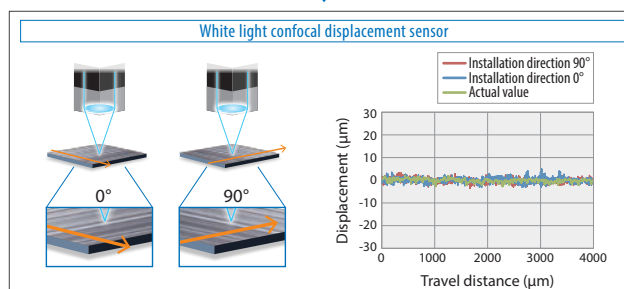 White light confocal displacement sensor
0°
90°
Installation direction 90°
Installation direction 0°
Actual value
Displacement (μm)
30
20
10
0
-10
-20
-30
0
1000
2000
3000
4000
Travel distance (μm)